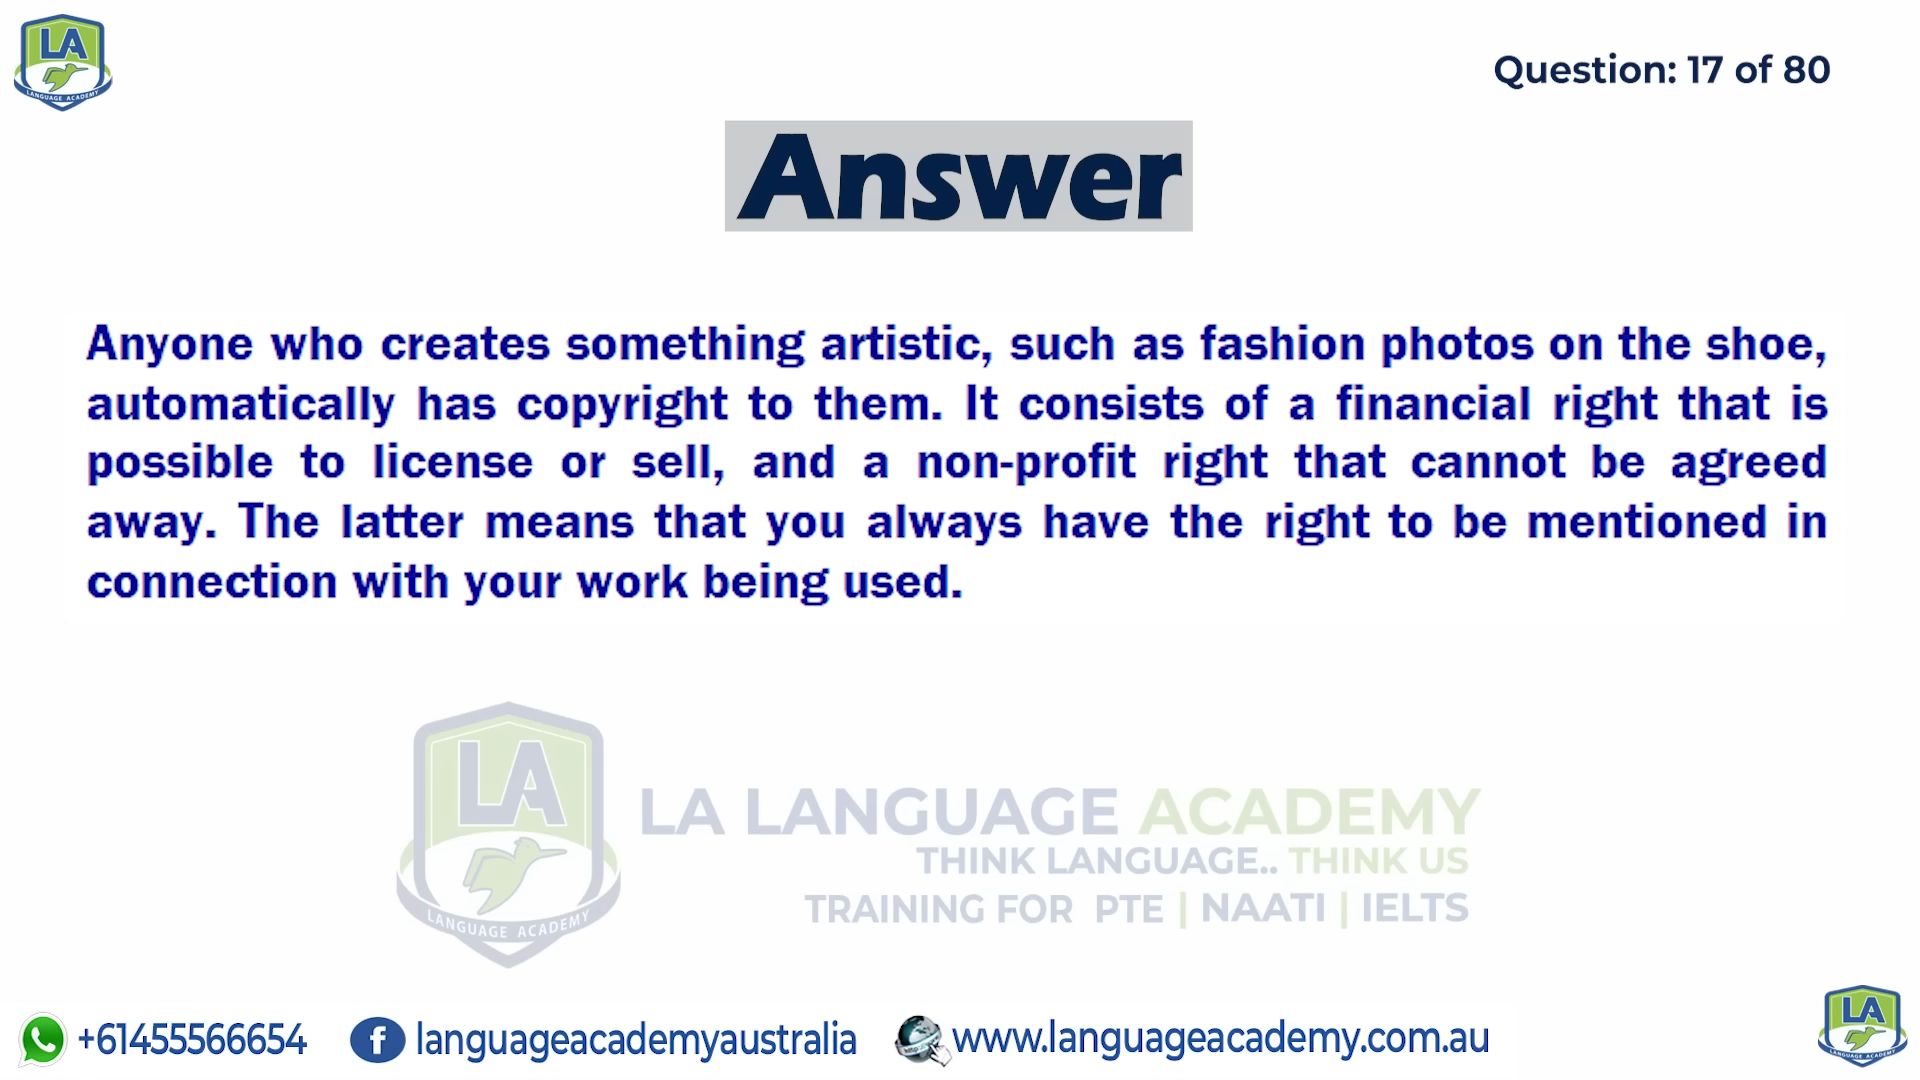 LA
LANGUAGE ACADEMY
Question: 17 of 80
Answer
Anyone who creates something artistic, such as fashion photos on the shoe,
automatically has copyright to them. It consists of a financial right that is
possible to license or sell, and a non-profit right that cannot be agreed
away. The latter means that you always have the right to be mentioned in
connection with your work being used.
LA
LANGUAGE ACADEMY
LA LANGUAGE ACADEMY
THINK LANGUAGE.. THINK US
TRAINING FOR PTE | NAATI | IELTS
+61455566654
f
languageacademyaustralia
www.languageacademy.com.au
LA
LANGUAGE ACADEMY